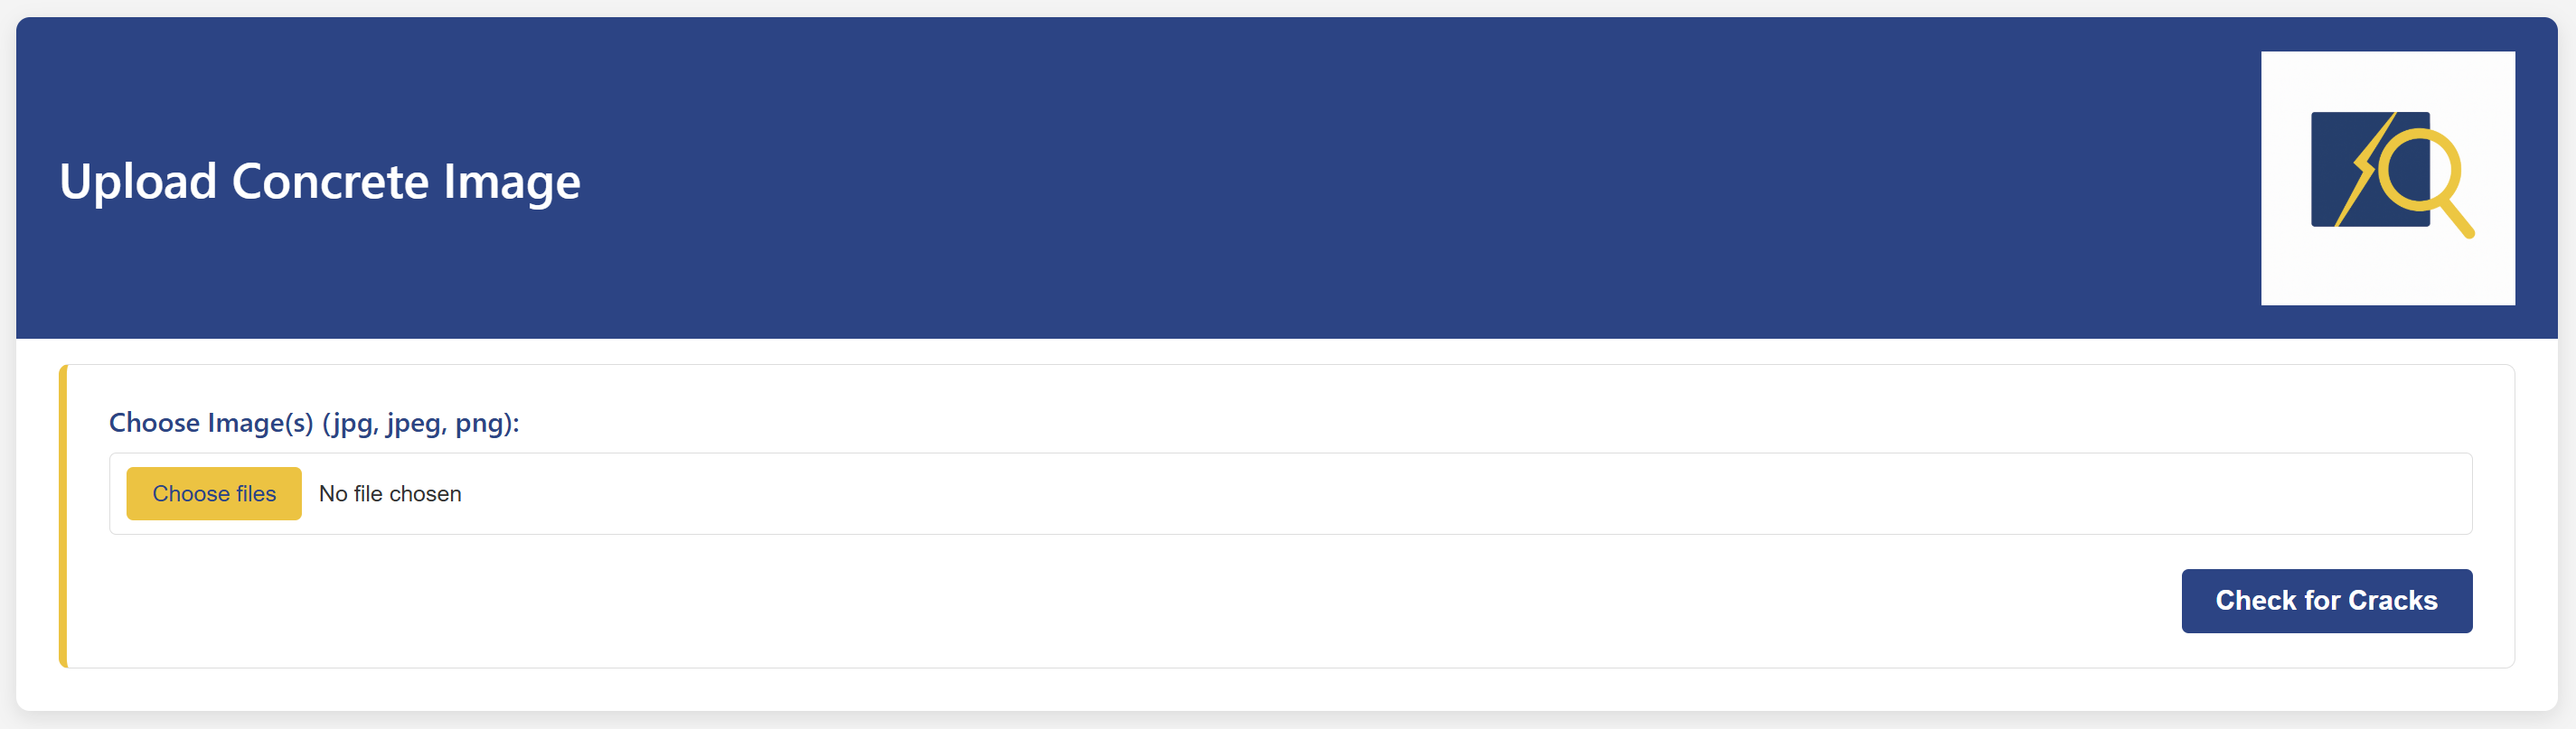 Upload Concrete Image
Choose Image(s) (jpg, jpeg, png):
Choose files No file chosen
Check for Cracks